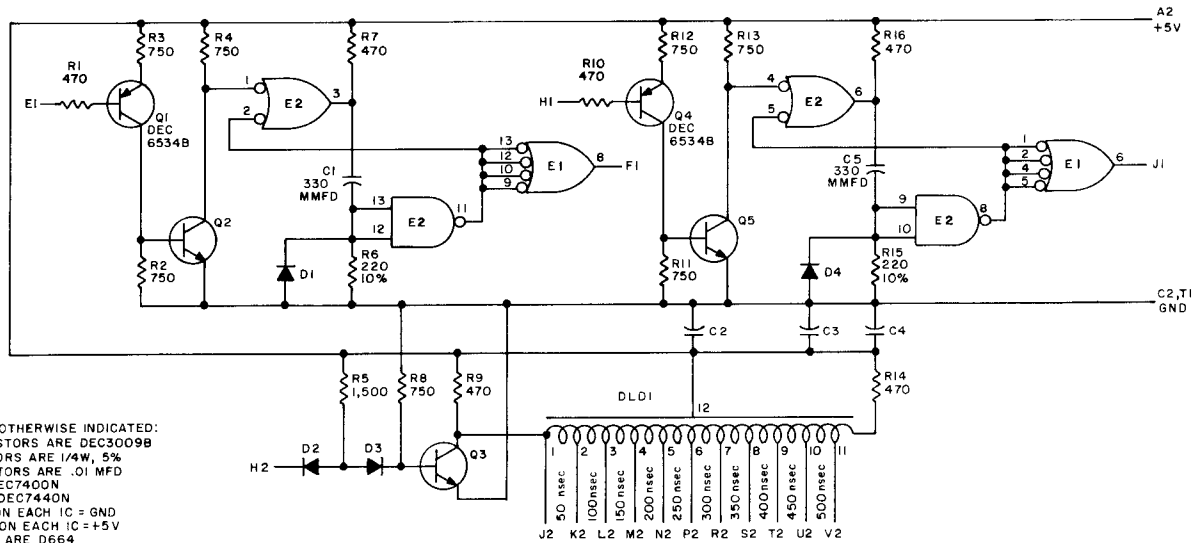 A2
+5V
R3
750
R4
750
R7
470
R12
750
R13
750
R16
470
R1
470
R10
470
E1
H1
Q1
DEC
6534B
Q4
DEC
6534B
1
2
E2
3
4
5
E2
6
13
12
10
9
E1
8
F1
1
2
4
5
E1
6
J1
C1
330
MMFD
C5
330
MMFD
13
12
E2
11
9
10
E2
8
Q2
Q5
R2
750
D1
R6
220
10%
R11
750
D4
R15
220
10%
C2,T1
GND
C2
C3
C4
R5
1,500
R8
750
R9
470
R14
470
DLD1
12
D2
D3
Q3
H2
1 2 3 4 5 6 7 8 9 10 11
50 nsec
100 nsec
150 nsec
200 nsec
250 nsec
300 nsec
350 nsec
400 nsec
450 nsec
500 nsec
J2 K2 L2 M2 N2 P2 R2 S2 T2 U2 V2
OTHERWISE INDICATED:
STORS ARE DEC3009B
ORS ARE 1/4W, 5%
TORS ARE .01 MFD
EC7400N
DEC7440N
ON EACH IC = GND
ON EACH IC = +5V
ARE D664